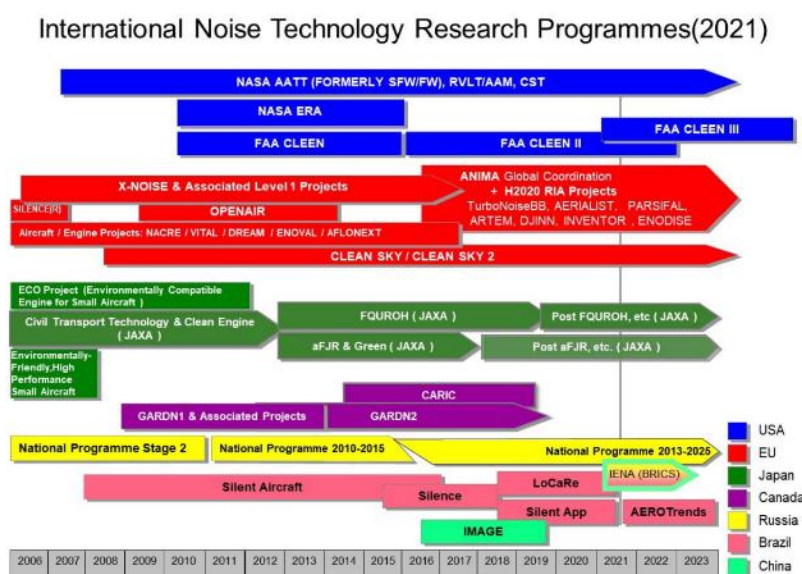 International Noise Technology Research Programmes(2021)
NASA AATT (FORMERLY SFW/FW), RVLT/AAM, CST
NASA ERA
FAA CLEEN
FAA CLEEN II
FAA CLEEN III
X-NOISE & Associated Level 1 Projects
ANIMA Global Coordination
+ H2020 RIA Projects
TurboNoiseBB, AERIALIST, PARSIFAL,
ARTEM, DJINN, INVENTOR , ENODISE
SILENCE(R)
OPENAIR
Aircraft / Engine Projects: NACRE / VITAL / DREAM / ENOVAL / AFLONEXT
CLEAN SKY / CLEAN SKY 2
ECO Project (Environmentally Compatible
Engine for Small Aircraft )
Civil Transport Technology & Clean Engine
( JAXA )
FQUROH ( JAXA )
Post FQUROH, etc ( JAXA )
aFJR & Green ( JAXA )
Post aFJR, etc. ( JAXA )
Environmentally-
Friendly,High
Performance
Small Aircraft
CARIC
GARDN1 & Associated Projects
GARDN2
National Programme Stage 2
National Programme 2010-2015
National Programme 2013-2025
IENA (BRICS)
Silent Aircraft
Silence
LoCaRe
Silent App
AEROTrends
IMAGE
USA
EU
Japan
Canada
Russia
Brazil
China
2006 2007 2008 2009 2010 2011 2012 2013 2014 2015 2016 2017 2018 2019 2020 2021 2022 2023